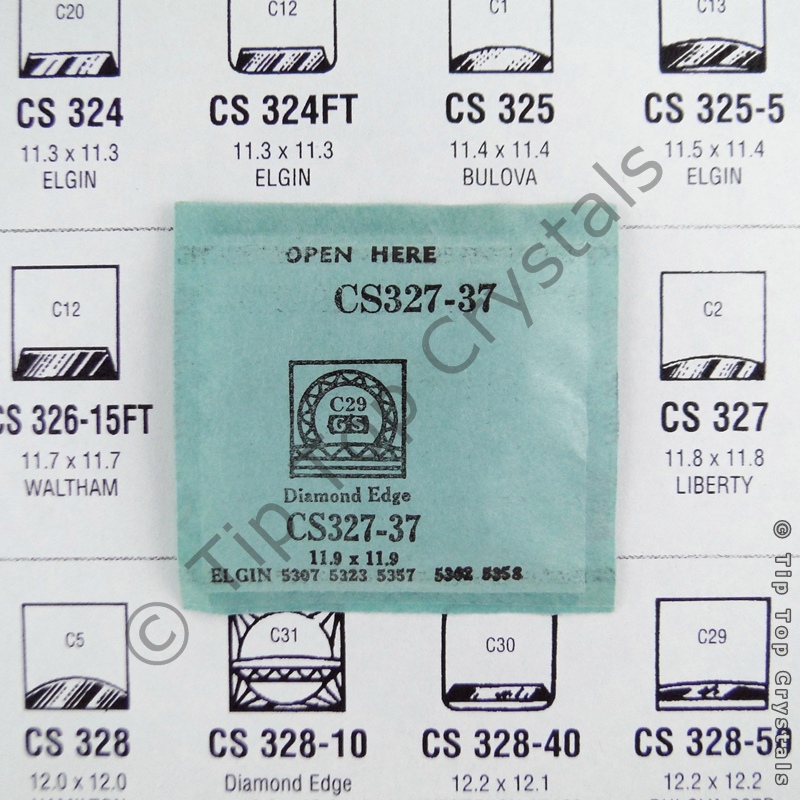 C20
C12
C1
C13
CS 324
CS 324FT
CS 325
CS 325-5
11.3 x 11.3
11.3 x 11.3
11.4 x 11.4
11.5 x 11.4
ELGIN
ELGIN
BULOVA
ELGIN
OPEN HERE
CS327-37
C29
GS
Diamond Edge
CS327-37
11.9 x 11.9
ELGIN 5307 5323 5357 5362 5358
C12
CS 326-15FT
11.7 x 11.7
WALTHAM
C2
CS 327
11.8 x 11.8
LIBERTY
C5
C31
C30
C29
CS 328
CS 328-10
CS 328-40
CS 328-50
12.0 x 12.0
Diamond Edge
12.2 x 12.1
12.2 x 12.2
© Tip Top Crystals
© Tip Top Crystals